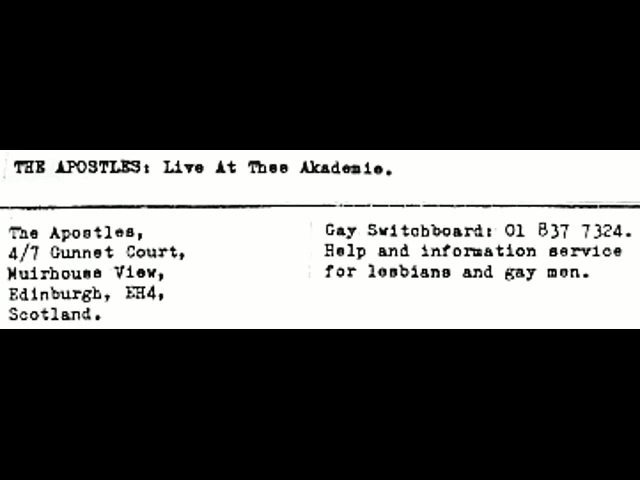 THE APOSTLES: Live At Thee Akademie.
The Apostles,
4/7 Gunnet Court,
Muirhouse View,
Edinburgh, EH4,
Scotland.
Gay Switchboard: 01 837 7324.
Help and information service
for lesbians and gay men.